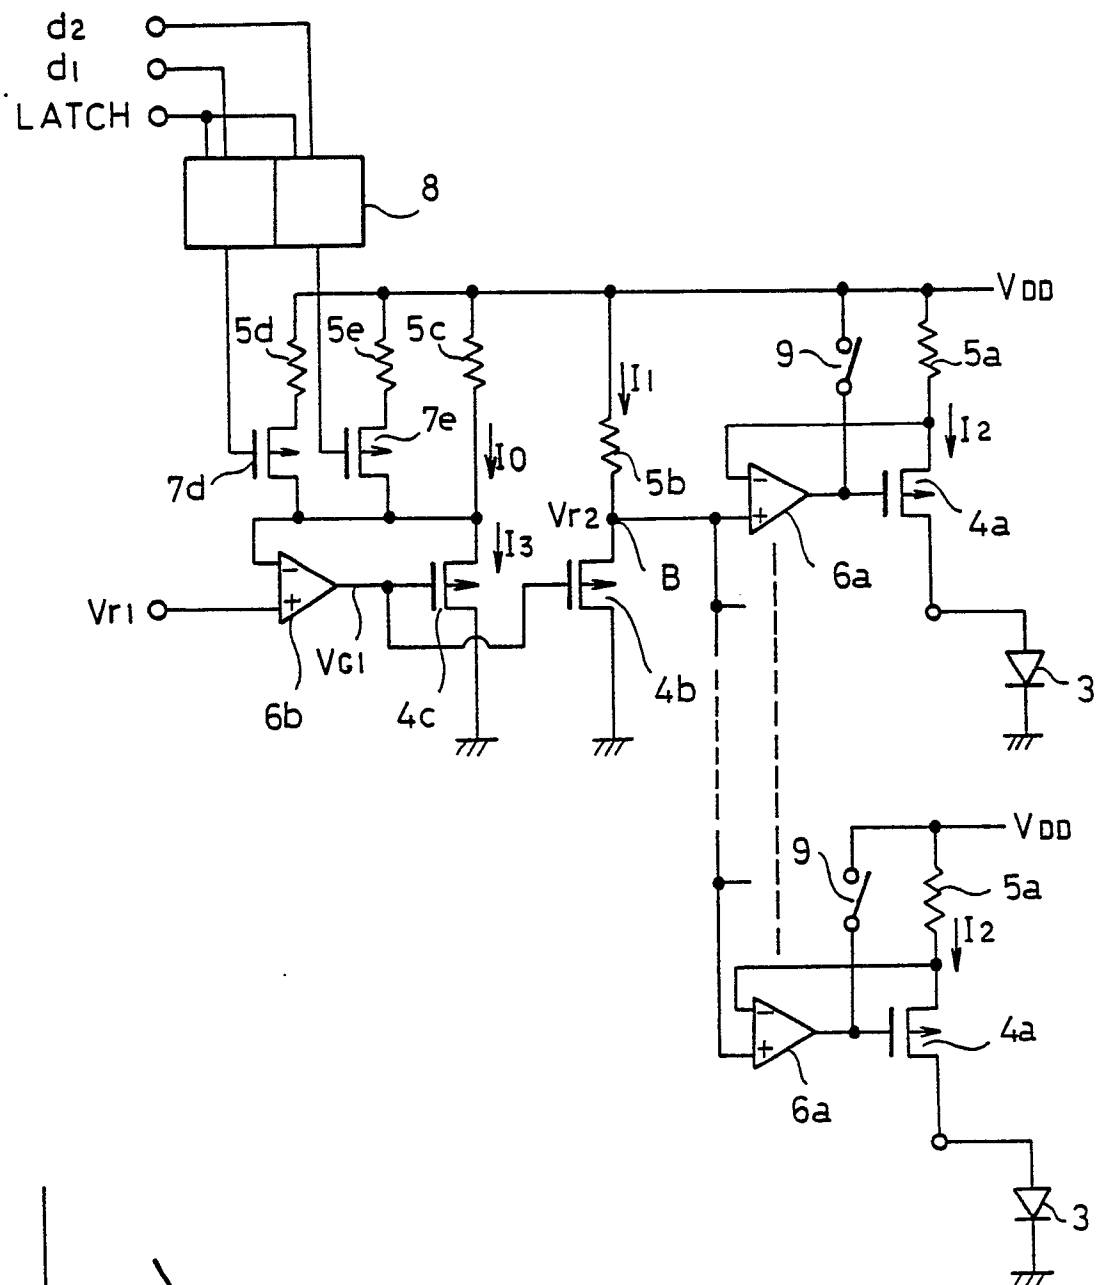 d2
d1
LATCH
8
VDD
5d
5e
5c
9
5a
I1
7e
I2
I0
5b
7d
Vr2
-
+
4a
I3
B
6a
-
+
Vr1
VG1
3
6b
4c
4b
VDD
9
5a
I2
-
+
4a
6a
3